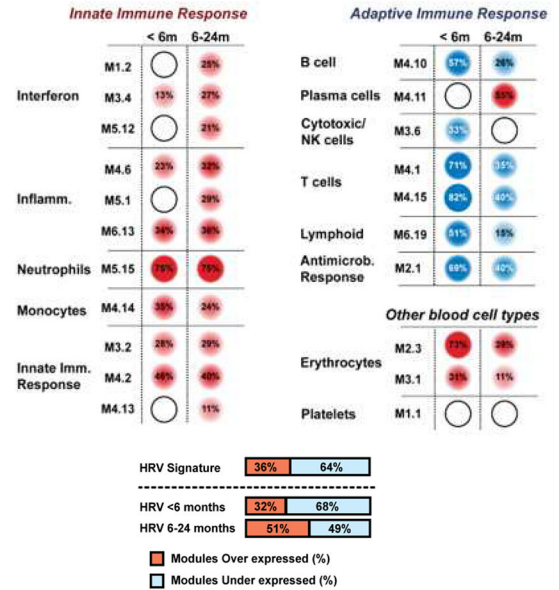 Innate Immune Response
< 6m 6-24m
Interferon
M1.2 25%
M3.4 13% 27%
M5.12 21%
Inflamm.
M4.6 23% 32%
M5.1 29%
M6.13 34% 36%
Neutrophils M5.15 75% 75%
Monocytes M4.14 35% 24%
Innate Imm.
Response
M3.2 28% 29%
M4.2 46% 40%
M4.13 11%
Adaptive Immune Response
< 6m 6-24m
B cell M4.10 57% 26%
Plasma cells M4.11 55%
Cytotoxic/
NK cells M3.6 33%
T cells
M4.1 71% 35%
M4.15 82% 40%
Lymphoid M6.19 51% 15%
Antimicrob.
Response M2.1 69% 40%
Other blood cell types
Erythrocytes
M2.3 73% 39%
M3.1 31% 11%
Platelets M1.1
HRV Signature 36% 64%
HRV <6 months 32% 68%
HRV 6-24 months 51% 49%
Modules Over expressed (%)
Modules Under expressed (%)